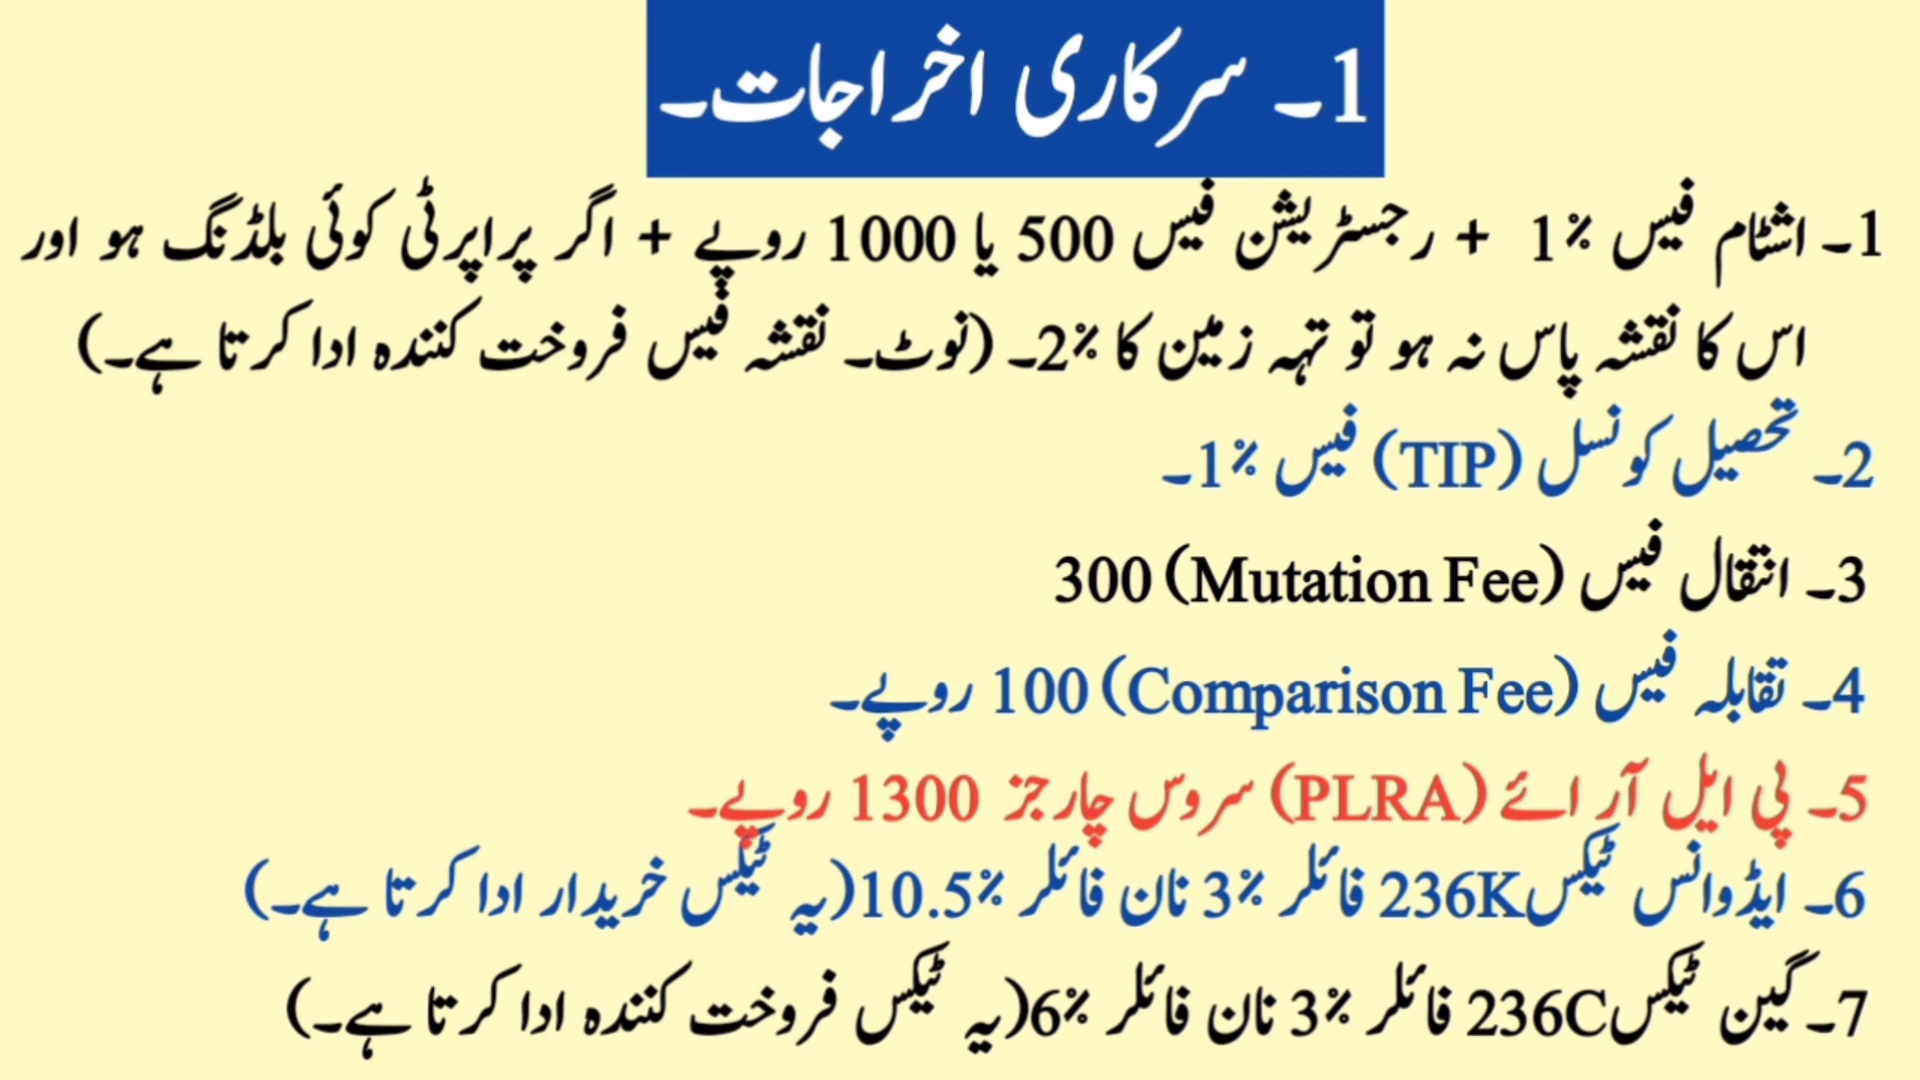 1۔ سرکاری اخراجات۔
1۔ اشٹام فیس 1% + رجسٹریشن فیس 500 یا 1000 روپے + اگر پراپرٹی کوئی بلڈنگ ہو اور
اس کا نقشہ پاس نہ ہو تو تہہ زمین کا 2%۔ (نوٹ۔ نقشہ فیس فروخت کنندہ ادا کرتا ہے۔)
2۔ تحصیل کونسل (TIP) فیس 1%۔
3۔ انتقال فیس (Mutation Fee) 300
4۔ تقابلہ فیس (Comparison Fee) 100 روپے۔
5۔ پی ایل آر ائے (PLRA) سروس چارجز 1300 روپے۔
6۔ ایڈوانس ٹیکس236K فائلر 3% نان فائلر 10.5%(یہ ٹیکس خریدار ادا کرتا ہے۔)
7۔ گین ٹیکس236C فائلر 3% نان فائلر 6%(یہ ٹیکس فروخت کنندہ ادا کرتا ہے۔)